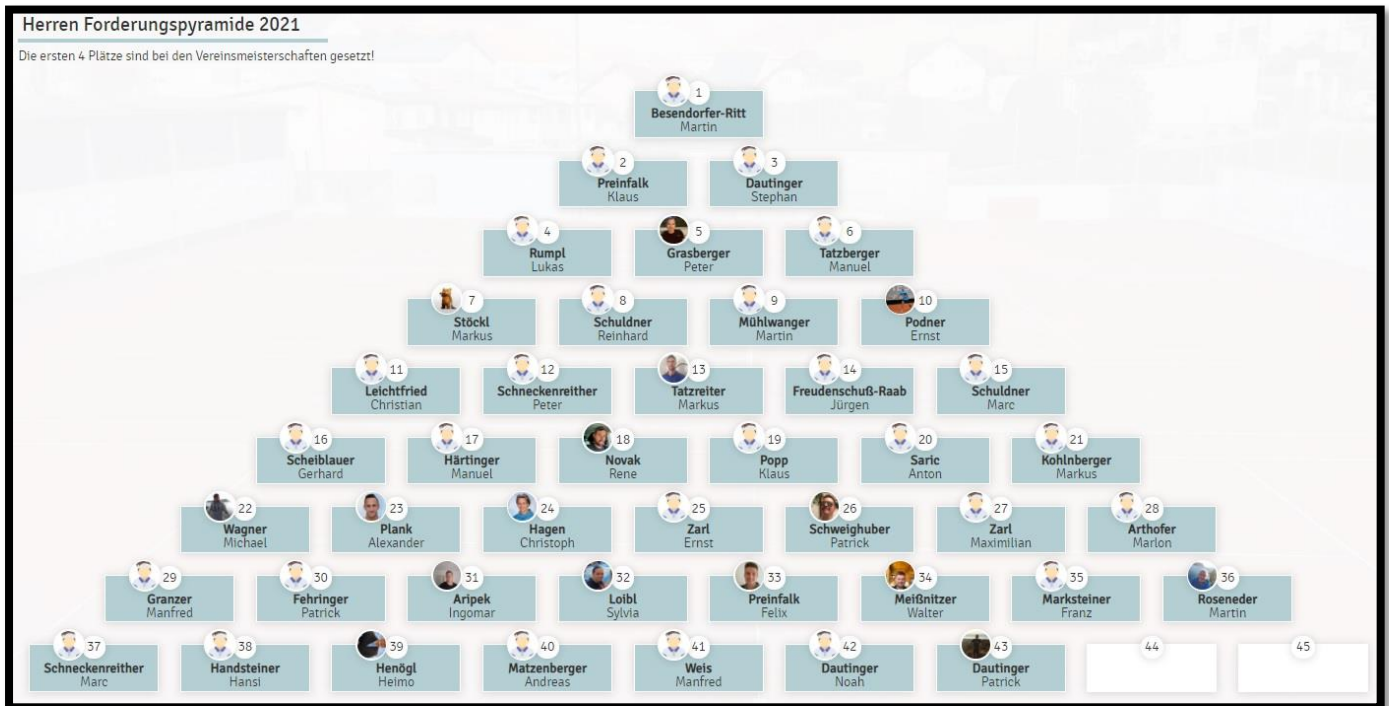 Herren Forderungspyramide 2021
Die ersten 4 Plätze sind bei den Vereinsmeisterschaften gesetzt!
1
Besendorfer-Ritt
Martin
2
Preinfalk
Klaus
3
Dautinger
Stephan
4
Rumpl
Lukas
5
Grasberger
Peter
6
Tatzberger
Manuel
7
Stöckl
Markus
8
Schuldner
Reinhard
9
Mühlwanger
Martin
10
Podner
Ernst
11
Leichtfried
Christian
12
Schneckenreither
Peter
13
Tatzreiter
Markus
14
Freudenschuß-Raab
Jürgen
15
Schuldner
Marc
16
Scheiblauer
Gerhard
17
Härtinger
Manuel
18
Novak
Rene
19
Popp
Klaus
20
Saric
Anton
21
Kohlnberger
Markus
22
Wagner
Michael
23
Plank
Alexander
24
Hagen
Christoph
25
Zarl
Ernst
26
Schweighuber
Patrick
27
Zarl
Maximilian
28
Arthofer
Marlon
29
Granzer
Manfred
30
Fehringer
Patrick
31
Aripek
Ingomar
32
Loibl
Sylvia
33
Preinfalk
Felix
34
Meißnitzer
Walter
35
Marksteiner
Franz
36
Roseneder
Martin
37
Schneckenreither
Marc
38
Handsteiner
Hansi
39
Henögl
Heimo
40
Matzenberger
Andreas
41
Weis
Manfred
42
Dautinger
Noah
43
Dautinger
Patrick
44
45